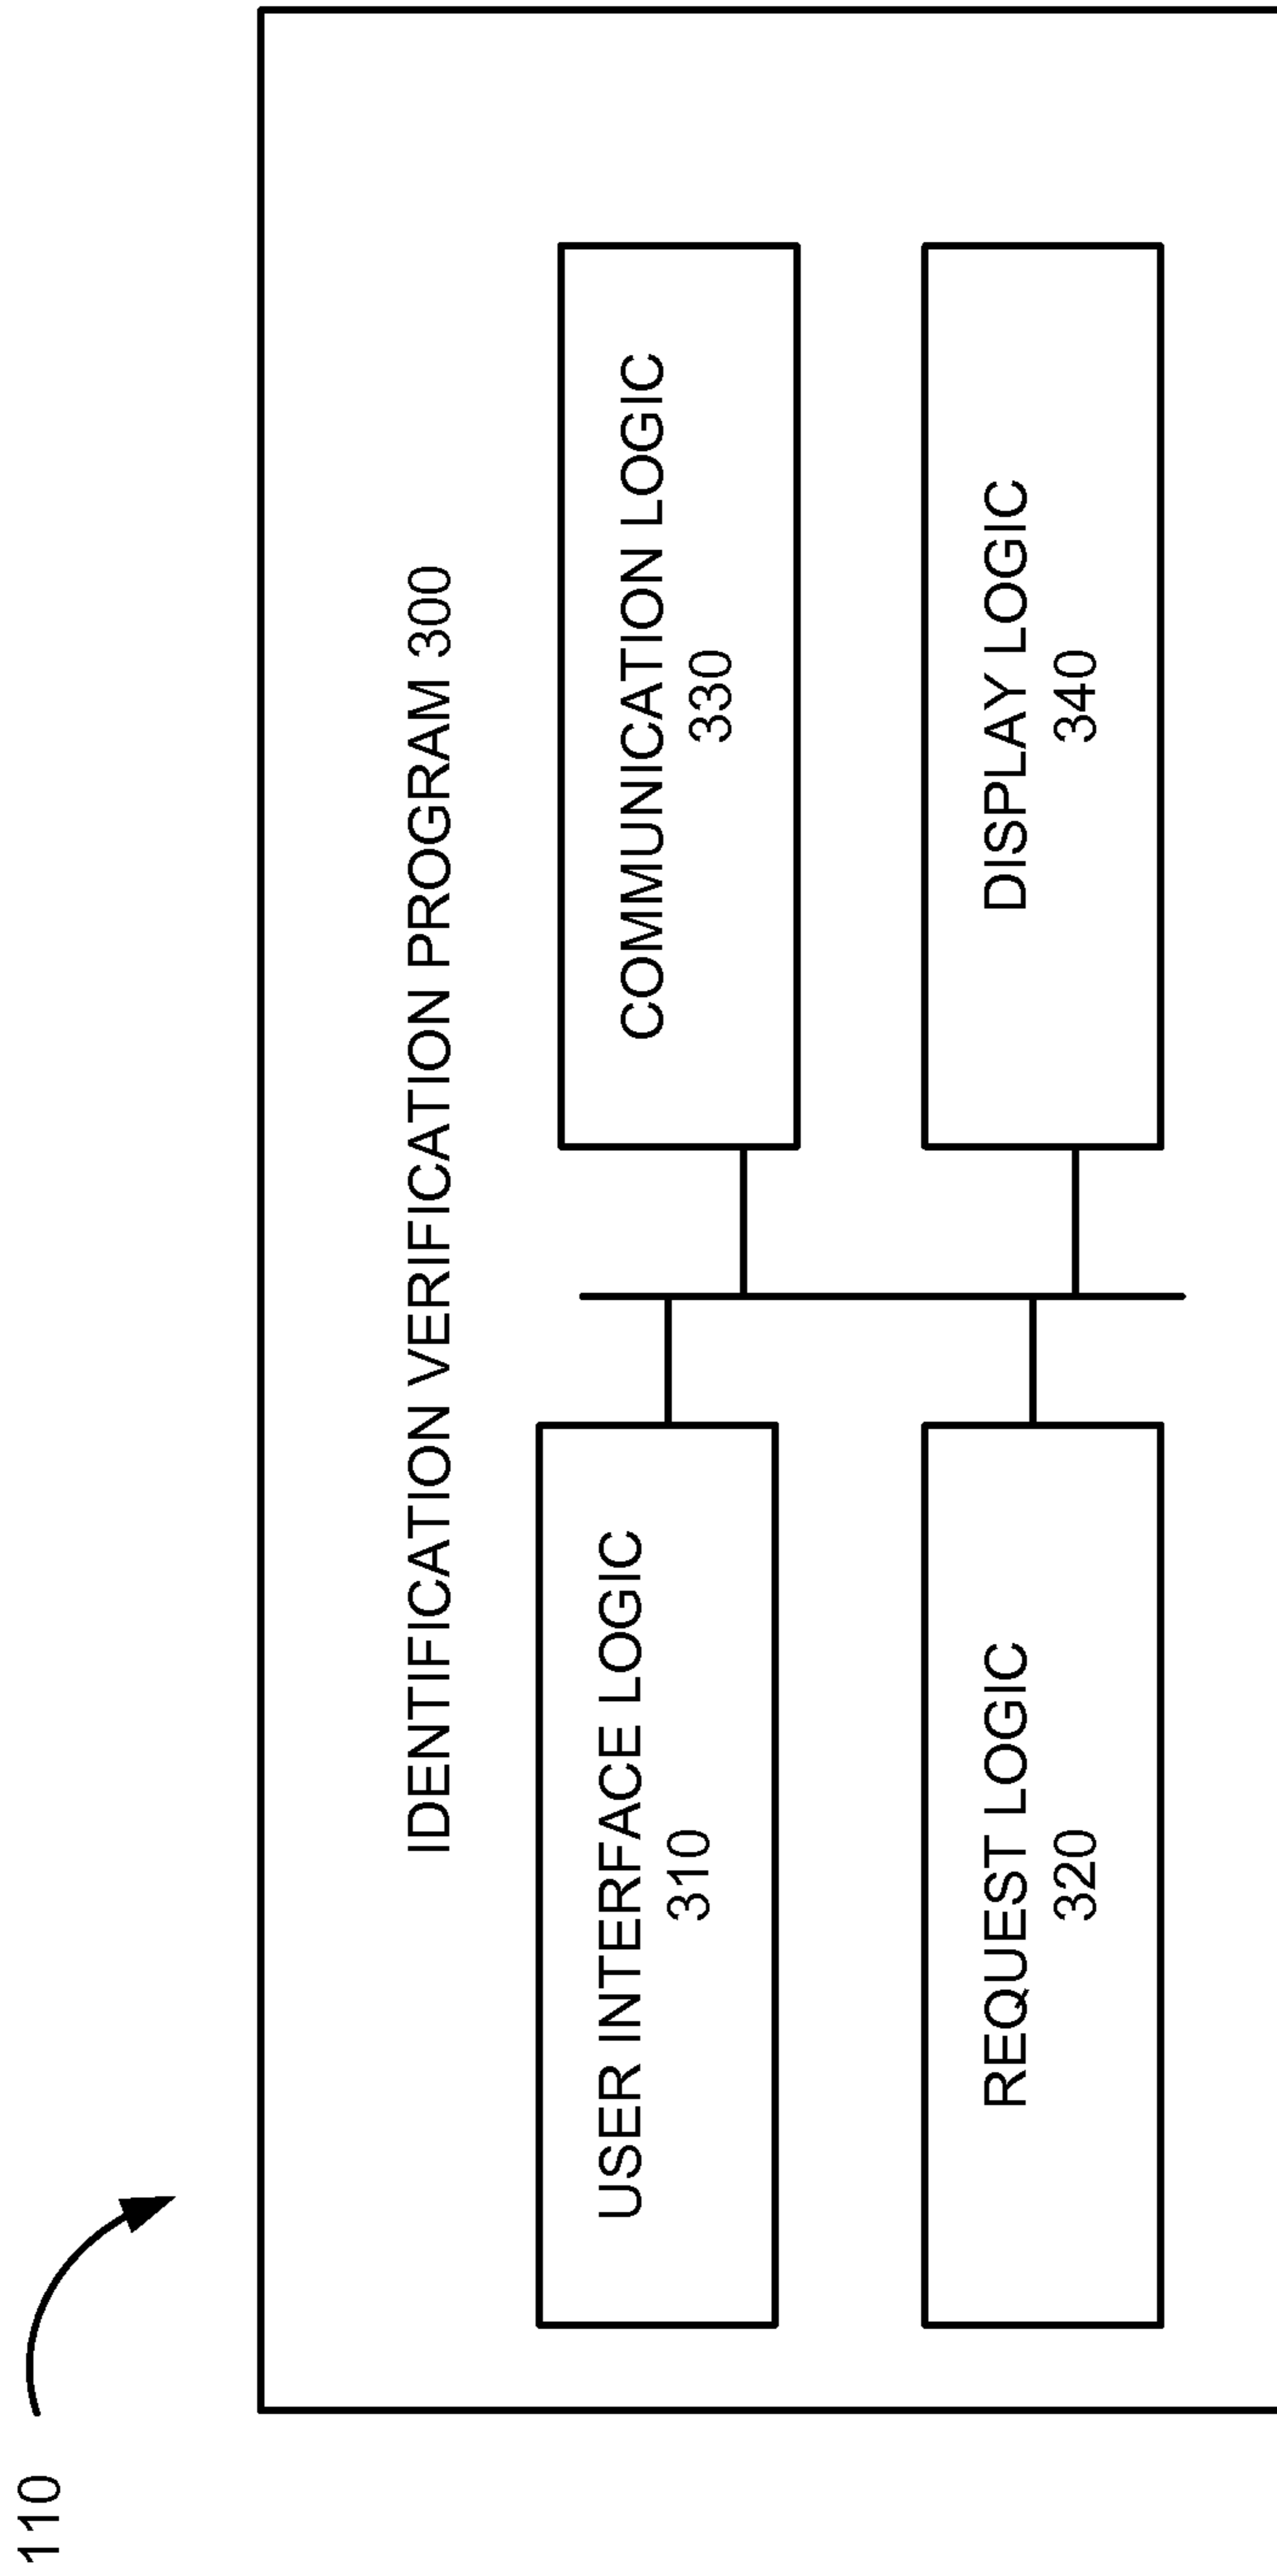 110
IDENTIFICATION VERIFICATION PROGRAM 300
USER INTERFACE LOGIC
310
COMMUNICATION LOGIC
330
REQUEST LOGIC
320
DISPLAY LOGIC
340